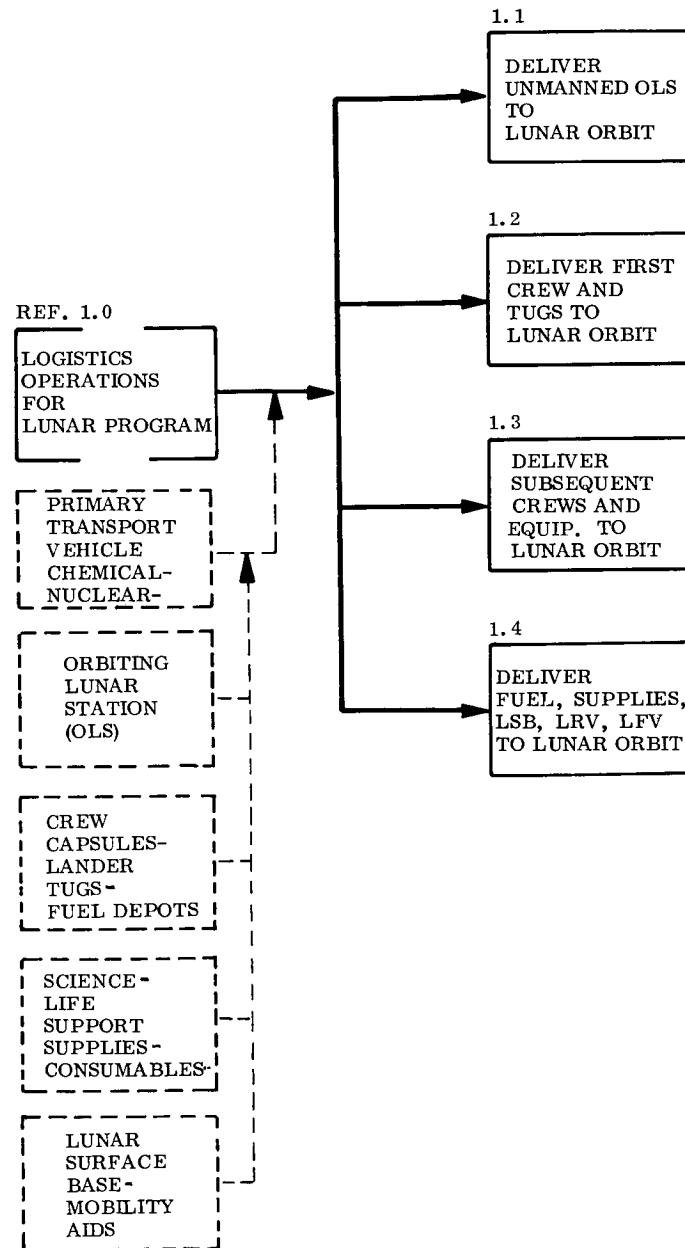 1.1
DELIVER
UNMANNED OLS
TO
LUNAR ORBIT
1.2
DELIVER FIRST
CREW AND
TUGS TO
LUNAR ORBIT
REF. 1.0
LOGISTICS
OPERATIONS
FOR
LUNAR PROGRAM
1.3
DELIVER
SUBSEQUENT
CREWS AND
EQUIP. TO
LUNAR ORBIT
PRIMARY
TRANSPORT
VEHICLE
CHEMICAL-
NUCLEAR-
1.4
DELIVER
FUEL, SUPPLIES,
LSB, LRV, LFV
TO LUNAR ORBIT
ORBITING
LUNAR
STATION
(OLS)
CREW
CAPSULES-
LANDER
TUGS-
FUEL DEPOTS
SCIENCE-
LIFE
SUPPORT
SUPPLIES-
CONSUMABLES-
LUNAR
SURFACE
BASE-
MOBILITY
AIDS